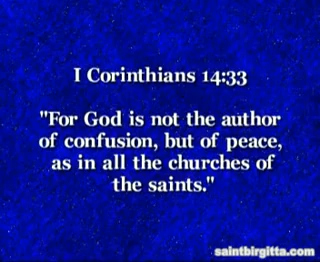 I Corinthians 14:33
"For God is not the author
of confusion, but of peace,
as in all the churches of
the saints."
saintbirgitta.com